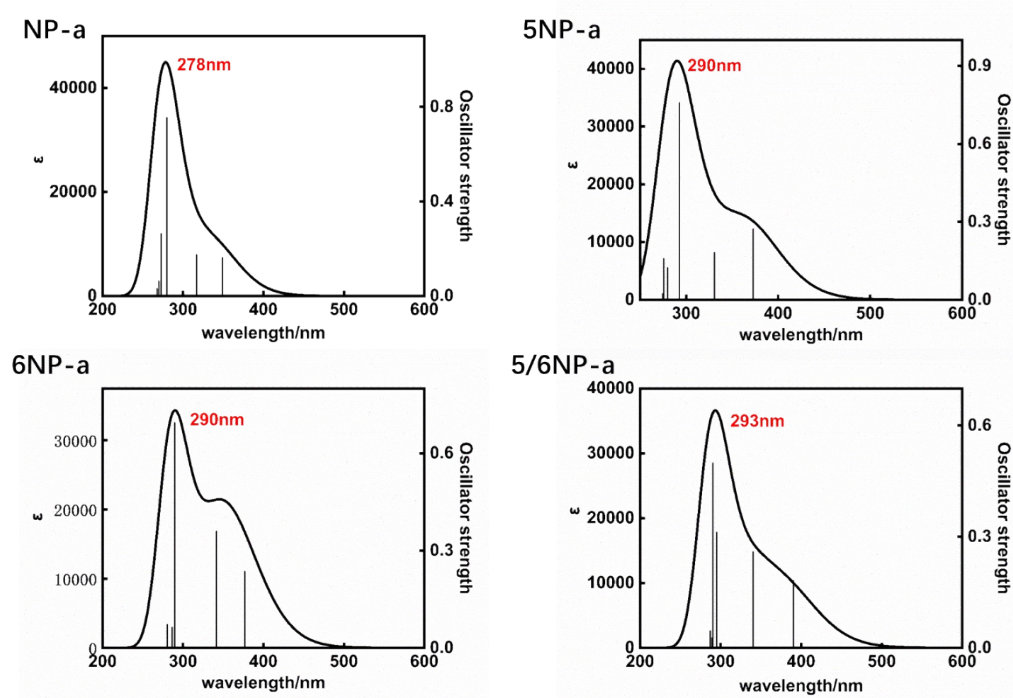 NP-a
278nm
40000
20000
0
0.8
0.4
0.0
ε
Oscillator strength
200 300 400 500 600
wavelength/nm
5NP-a
290nm
40000
30000
20000
10000
0
0.9
0.6
0.3
0.0
ε
Oscillator strength
300 400 500 600
wavelength/nm
6NP-a
290nm
30000
20000
10000
0
0.6
0.3
0.0
ε
Oscillator strength
200 300 400 500 600
wavelength/nm
5/6NP-a
293nm
40000
30000
20000
10000
0
0.6
0.3
0.0
ε
Oscillator strength
200 300 400 500 600
wavelength/nm